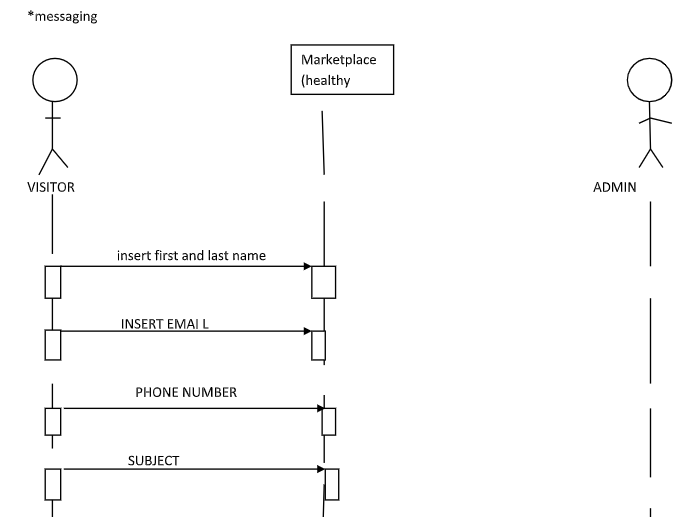 *messaging
Marketplace
(healthy
VISITOR
ADMIN
insert first and last name
INSERT EMAI L
PHONE NUMBER
SUBJECT